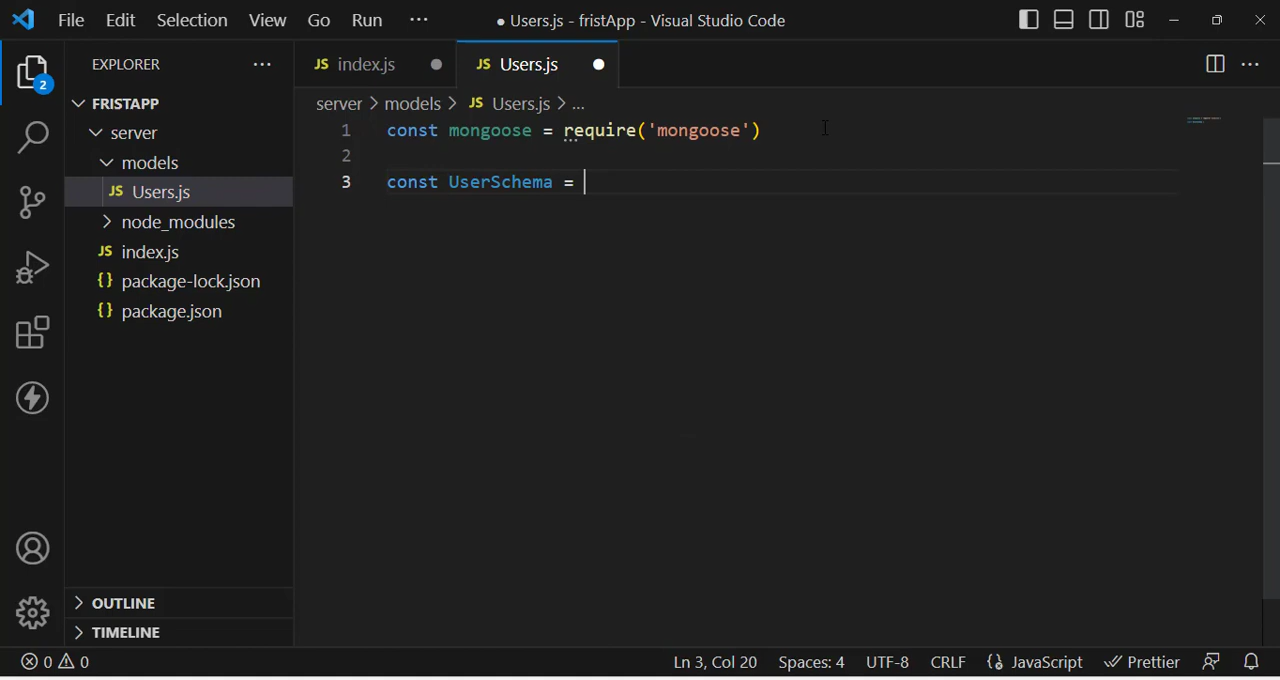 File Edit Selection View Go Run ··· ● Users.js - fristApp - Visual Studio Code
EXPLORER ···
2
FRISTAPP
server
models
JS Users.js
node_modules
JS index.js
{} package-lock.json
{} package.json
OUTLINE
TIMELINE
JS index.js ● JS Users.js ●
server > models > JS Users.js > ...
1 const mongoose = require('mongoose')
2
3 const UserSchema =
0 0 Ln 3, Col 20 Spaces: 4 UTF-8 CRLF {} JavaScript Prettier